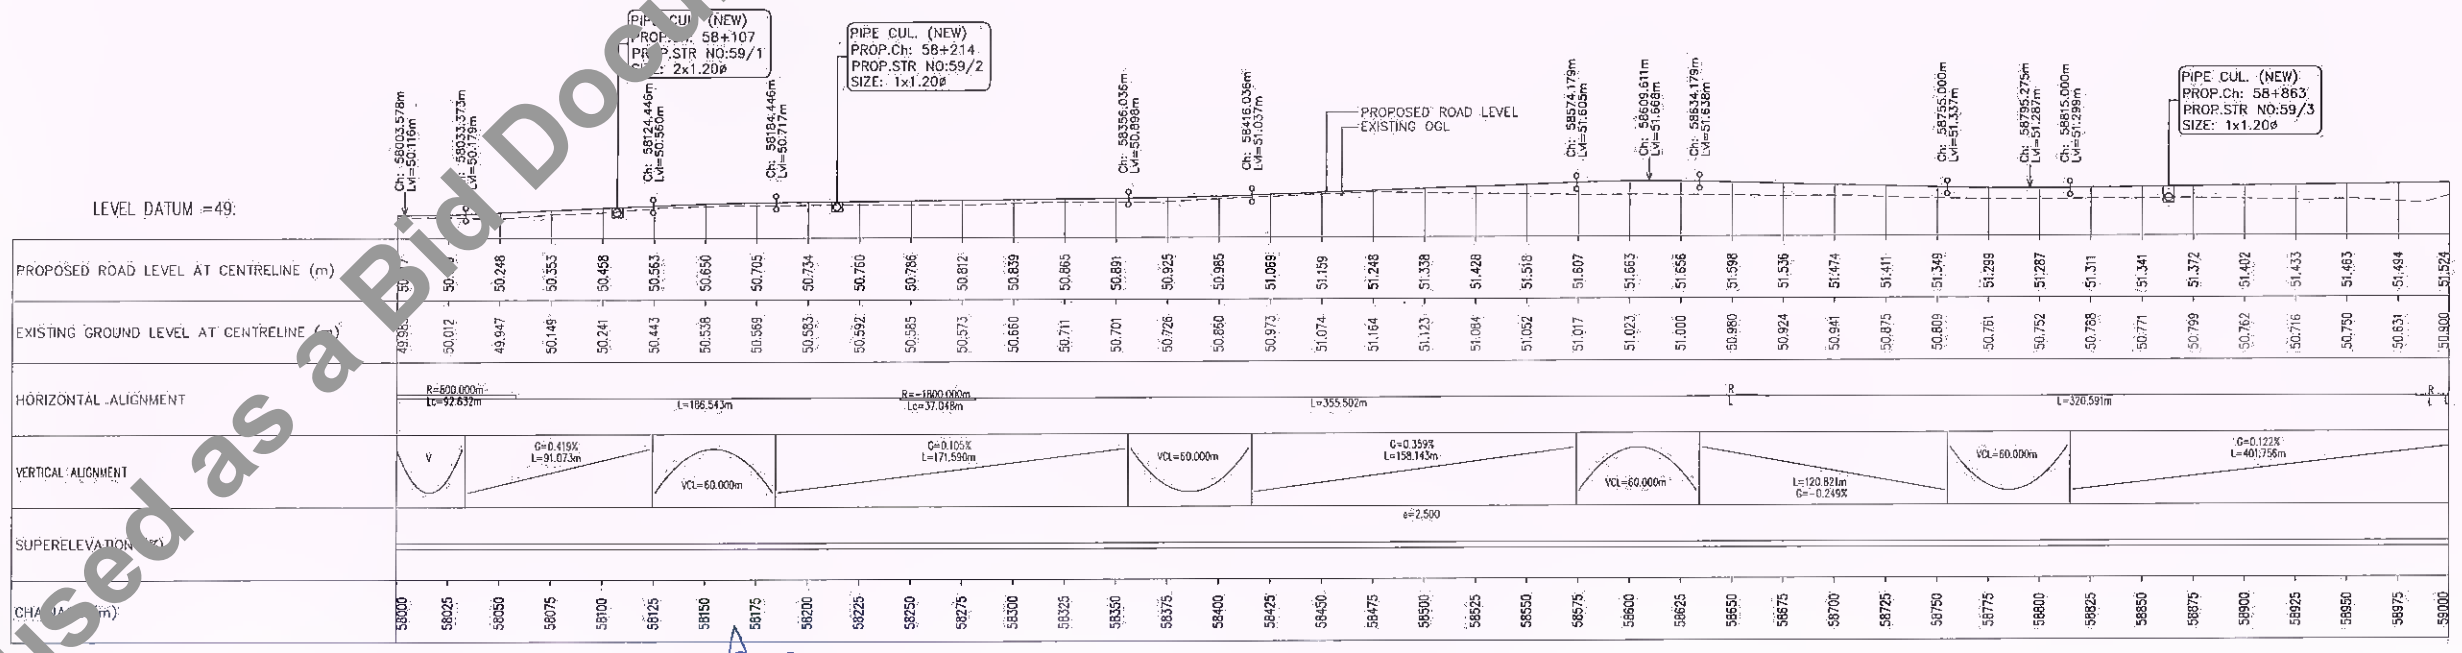 used as a Bid Docu
PIPE CUL. (NEW)
PROP.Ch: 58+107
PROP.STR NO:59/1
SIZE: 2x1.20ø
PIPE CUL. (NEW)
PROP.Ch: 58+214
PROP.STR NO:59/2
SIZE: 1x1.20ø
PIPE CUL. (NEW)
PROP.Ch: 58+863
PROP.STR NO:59/3
SIZE: 1x1.20ø
Ch: 58003.578m
Lvl=50.116m
Ch: 58033.373m
Lvl=50.179m
Ch: 58124.446m
Lvl=50.560m
Ch: 58184.446m
Lvl=50.717m
Ch: 58356.036m
Lvl=50.898m
Ch: 58416.036m
Lvl=51.037m
PROPOSED ROAD LEVEL
EXISTING OGL
Ch: 58574.179m
Lvl=51.605m
Ch: 58609.611m
Lvl=51.668m
Ch: 58634.179m
Lvl=51.638m
Ch: 58755.000m
Lvl=51.337m
Ch: 58795.275m
Lvl=51.287m
Ch: 58815.000m
Lvl=51.299m
LEVEL DATUM =49.
PROPOSED ROAD LEVEL AT CENTRELINE (m) 50.248 50.353 50.458 50.563 50.650 50.705 50.734 50.760 50.786 50.812 50.839 50.865 50.891 50.925 50.985 51.069 51.159 51.248 51.338 51.428 51.518 51.607 51.663 51.656 51.598 51.536 51.474 51.411 51.349 51.299 51.287 51.311 51.341 51.372 51.402 51.433 51.463 51.494 51.524
EXISTING GROUND LEVEL AT CENTRELINE 50.012 49.947 50.149 50.241 50.443 50.538 50.569 50.583 50.592 50.585 50.573 50.660 50.711 50.701 50.726 50.860 50.973 51.074 51.164 51.123 51.084 51.052 51.017 51.023 51.000 50.980 50.924 50.941 50.875 50.809 50.761 50.752 50.788 50.771 50.799 50.762 50.716 50.750 50.631 50.900
HORIZONTAL ALIGNMENT
R=800.000m
Lc=92.632m
L=186.543m
R=-1800.000m
Lc=37.048m
L=355.502m
R
L
L=320.591m
R
L L
VERTICAL ALIGNMENT
V
G=0.419%
L=91.073m
VCL=60.000m
G=0.105%
L=171.590m
VCL=60.000m
G=0.359%
L=158.143m
VCL=60.000m
L=120.821m
G=-0.249%
VCL=60.000m
G=0.122%
L=401.756m
SUPERELEVATION (%)
e=2.500
CHAINAGE (m) 58000 58025 58050 58075 58100 58125 58150 58175 58200 58225 58250 58275 58300 58325 58350 58375 58400 58425 58450 58475 58500 58525 58550 58575 58600 58625 58650 58675 58700 58725 58750 58775 58800 58825 58850 58875 58900 58925 58950 58975 59000